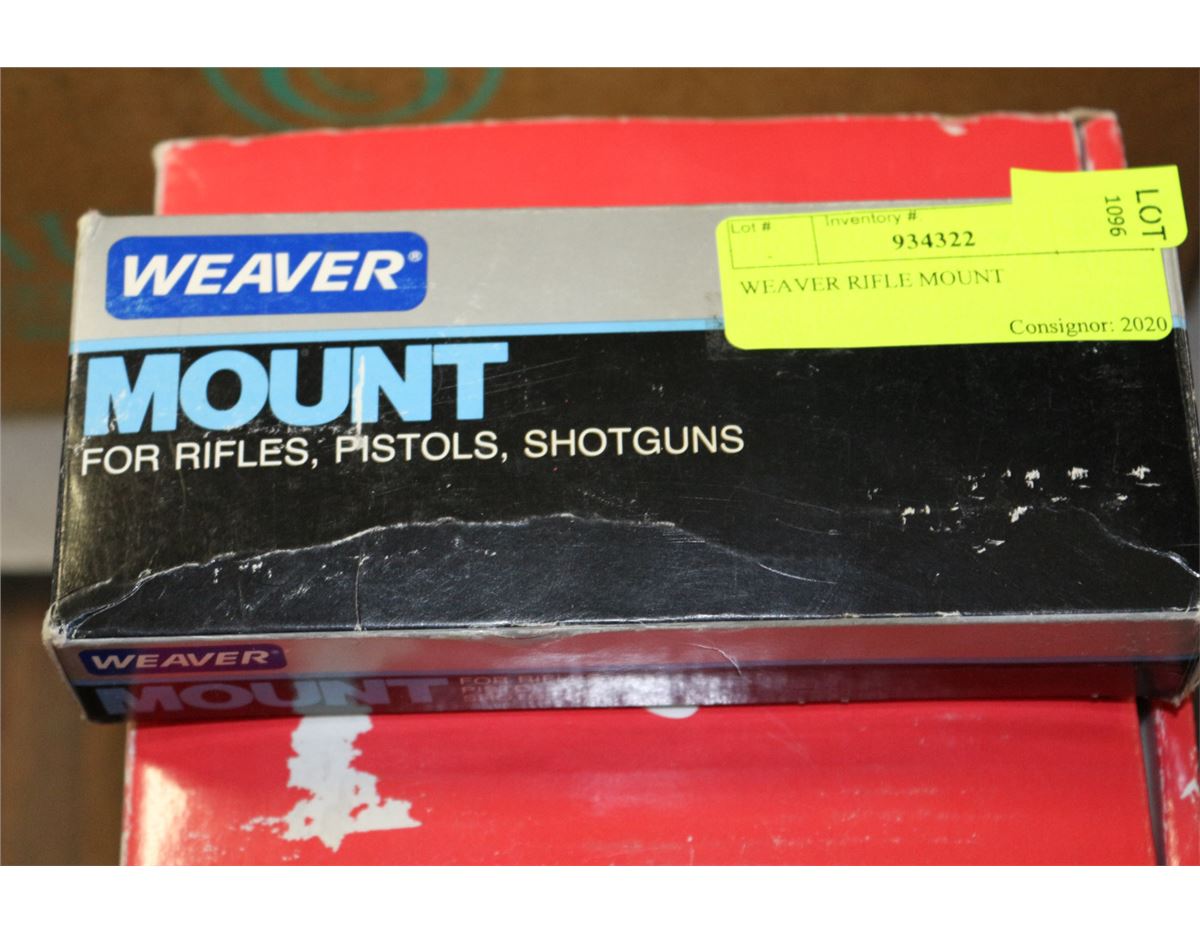 WEAVER®
MOUNT
FOR RIFLES, PISTOLS, SHOTGUNS
Lot #
Inventory #
934322
LOT
1096
WEAVER RIFLE MOUNT
Consignor: 2020
WEAVER
MOUNT